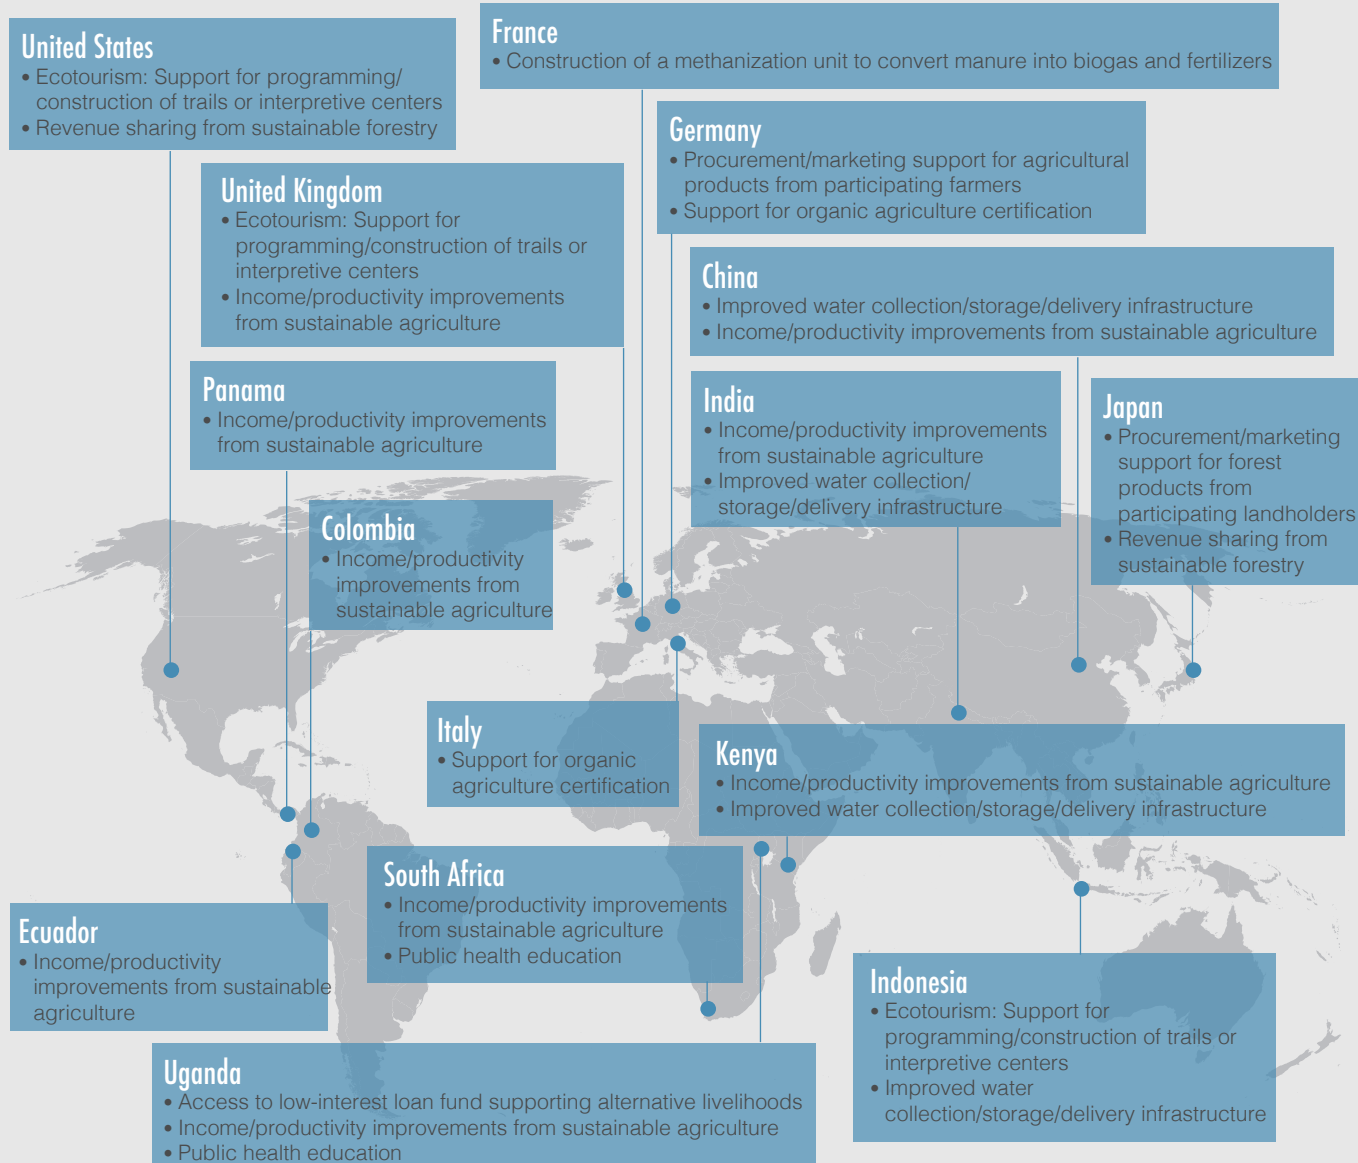 United States
• Ecotourism: Support for programming/
construction of trails or interpretive centers
• Revenue sharing from sustainable forestry
France
• Construction of a methanization unit to convert manure into biogas and fertilizers
Germany
• Procurement/marketing support for agricultural
products from participating farmers
• Support for organic agriculture certification
United Kingdom
• Ecotourism: Support for
programming/construction of trails or
interpretive centers
• Income/productivity improvements
from sustainable agriculture
China
• Improved water collection/storage/delivery infrastructure
• Income/productivity improvements from sustainable agriculture
Panama
• Income/productivity improvements
from sustainable agriculture
India
• Income/productivity improvements
from sustainable agriculture
• Improved water collection/
storage/delivery infrastructure
Japan
• Procurement/marketing
support for forest
products from
participating landholders
• Revenue sharing from
sustainable forestry
Colombia
• Income/productivity
improvements from
sustainable agriculture
Italy
• Support for organic
agriculture certification
Kenya
• Income/productivity improvements from sustainable agriculture
• Improved water collection/storage/delivery infrastructure
South Africa
• Income/productivity improvements
from sustainable agriculture
• Public health education
Ecuador
• Income/productivity
improvements from sustainable
agriculture
Indonesia
• Ecotourism: Support for
programming/construction of trails or
interpretive centers
• Improved water
collection/storage/delivery infrastructure
Uganda
• Access to low-interest loan fund supporting alternative livelihoods
• Income/productivity improvements from sustainable agriculture
• Public health education